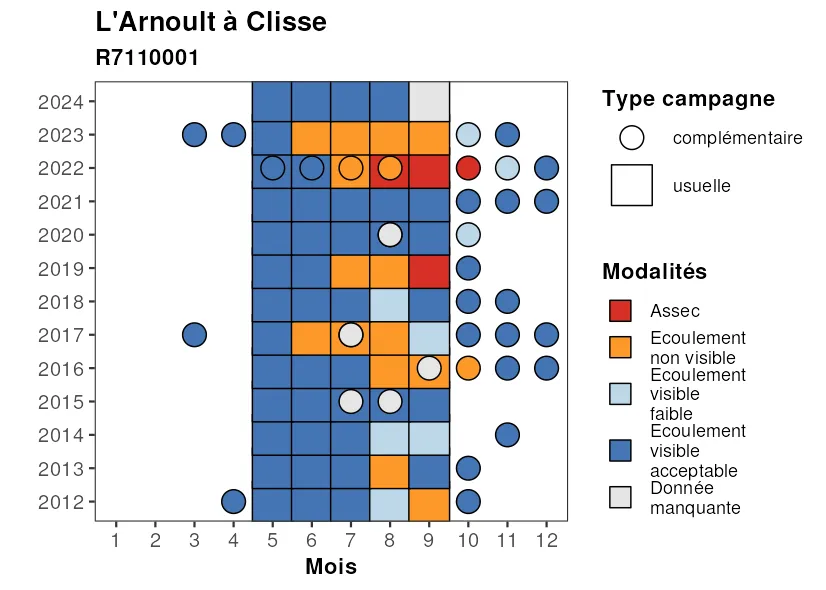 L'Arnoult à Clisse
R7110001
2024
2023
2022
2021
2020
2019
2018
2017
2016
2015
2014
2013
2012
1 2 3 4 5 6 7 8 9 10 11 12
Mois
Type campagne
complémentaire
usuelle
Modalités
Assec
Ecoulement
non visible
Ecoulement
visible
faible
Ecoulement
visible
acceptable
Donnée
manquante